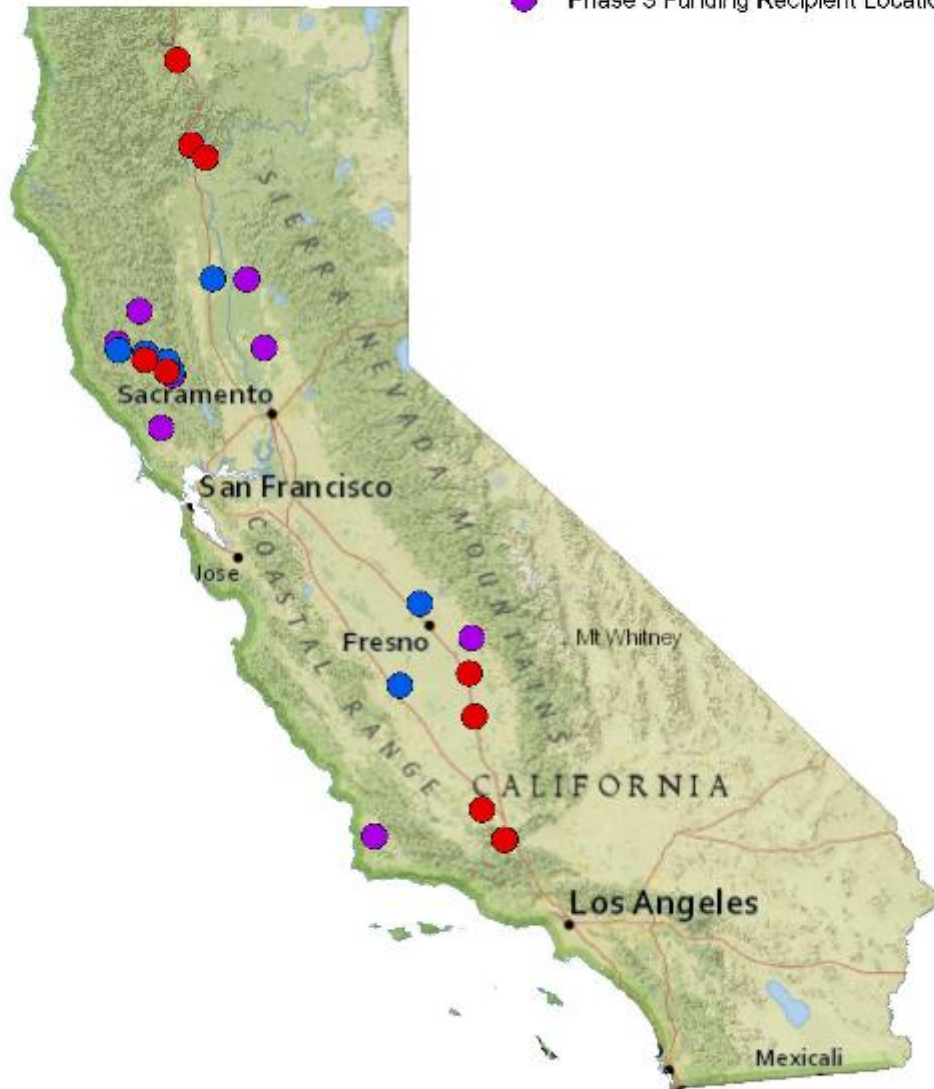 Phase 3 Funding Recipient Locatio
SIERRA NEVADA MOUNTAINS
Sacramento
San Francisco
COASTAL RANGE
Jose
Fresno
Mt Whitney
CALIFORNIA
Los Angeles
Mexicali